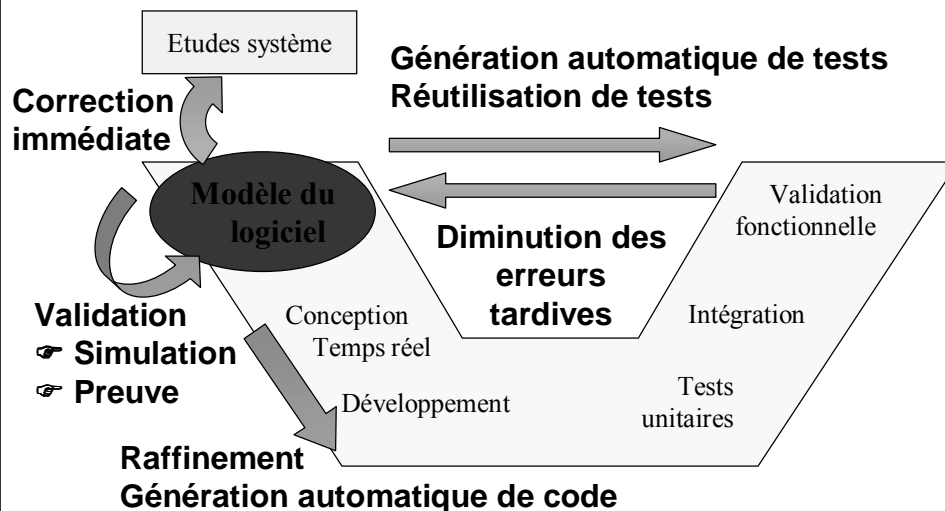 Etudes système
Génération automatique de tests
Réutilisation de tests
Correction
immédiate
Modèle du
logiciel
Validation
fonctionnelle
Diminution des
erreurs
tardives
Validation
☞ Simulation
☞ Preuve
Conception
Temps réel
Intégration
Développement
Tests
unitaires
Raffinement
Génération automatique de code